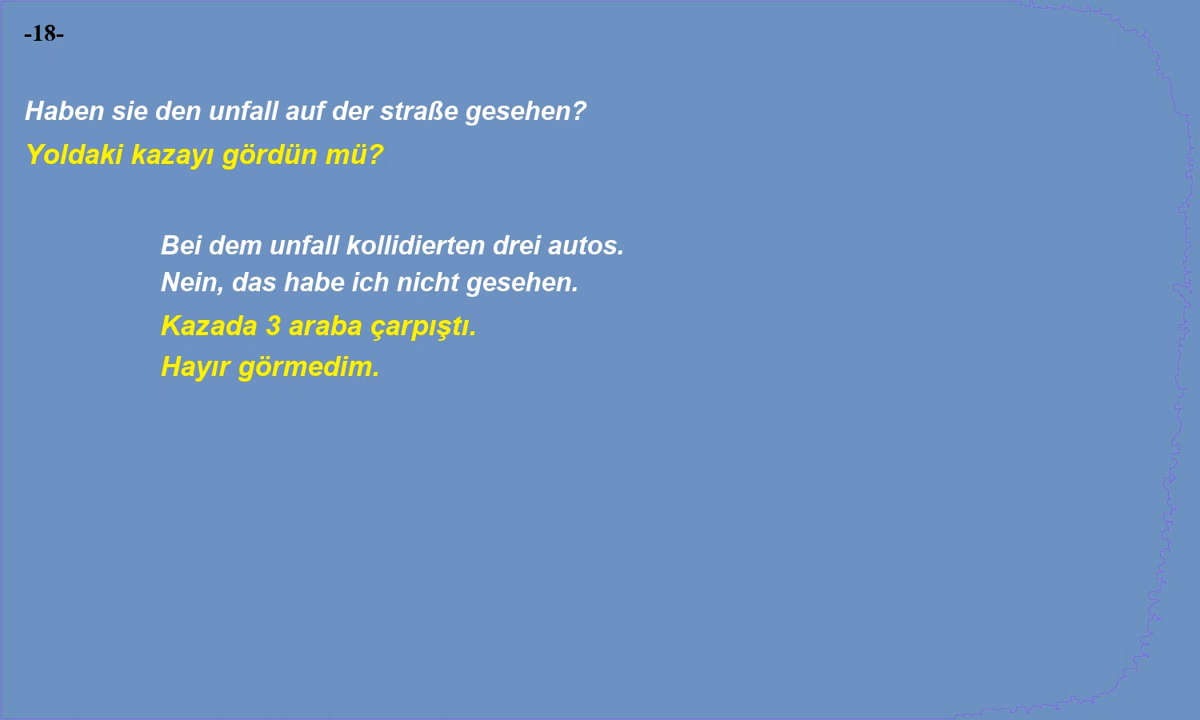 -18-
Haben sie den unfall auf der straße gesehen?
Yoldaki kazayı gördün mü?
Bei dem unfall kollidierten drei autos.
Nein, das habe ich nicht gesehen.
Kazada 3 araba çarpıştı.
Hayır görmedim.